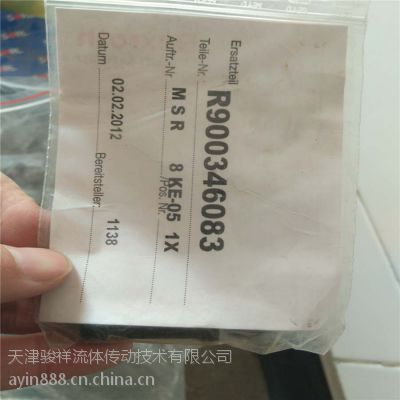 Ersatzteil
Teile-Nr.: R900346083
Auftr.-Nr MSR 8 KE-05 1X
/Pos. Nr.
Datum 02.02.2012 Bereitsteller: 1138
天津骏祥流体传动技术有限公司
ayin888.cn.china.cn